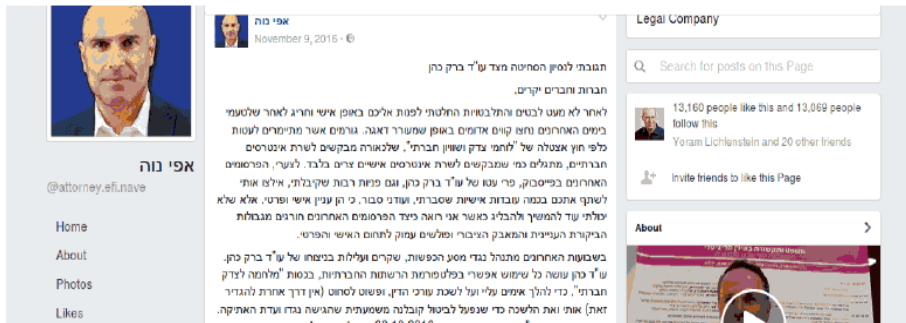 אפי נוה
November 9, 2016
תגובתי לנסיון הסחיטה מצד עו"ד ברק כהן
חברות וחברים יקרים,
לאחר לא מעט לבטים והתלבטויות החלטתי לפנות אליכם באופן אישי וחריג לאחר שלטעמי
בימים האחרונים נחצו קווים אדומים באופן שמעורר דאגה. גורמים אשר מתיימרים לעטות
כלפי חוץ אצטלה של "לוחמי צדק ושוויון חברתי", שלכאורה מבקשים לשרת אינטרסים
חברתיים, מתגלים כמי שמבקשים לשרת אינטרסים אישיים צרים בלבד. לצערי, הפרסומים
האחרונים בפייסבוק, פרי עטו של עו"ד ברק כהן, וגם פניות רבות שקיבלתי, אילצו אותי
לשתף אתכם בכמה עובדות אישיות שסברתי, ועודני סבור, כי הן עניין אישי ופרטי. אלא שלא
יכולתי עוד להמשיך ולהבליג כאשר אני רואה כיצד הפרסומים האחרונים חורגים מגבולות
הביקורת העניינית והמאבק הציבורי ופולשים עמוק לתחום האישי והפרטי.
בשבועות האחרונים מתנהל נגדי מסע הכפשות, שקרים ועלילות בניצוחו של עו"ד ברק כהן.
עו"ד כהן עושה כל שימוש אפשרי בפלטפורמת הרשתות החברתיות, בכסות "מלחמה לצדק
חברתי", כדי להלך אימים עליי ועל לשכת עורכי הדין, ופשוט לסחוט (אין דרך אחרת להגדיר
זאת) אותי ואת הלשכה כדי שנפעל לביטול קובלנה משמעתית שהגישה נגדו ועדת האתיקה.
אפי נוה
@attorney.efi.nave
Home
About
Photos
Likes
Legal Company
Search for posts on this Page
13,160 people like this and 13,069 people
follow this
Yoram Lichtenstein and 20 other friends
Invite friends to like this Page
About